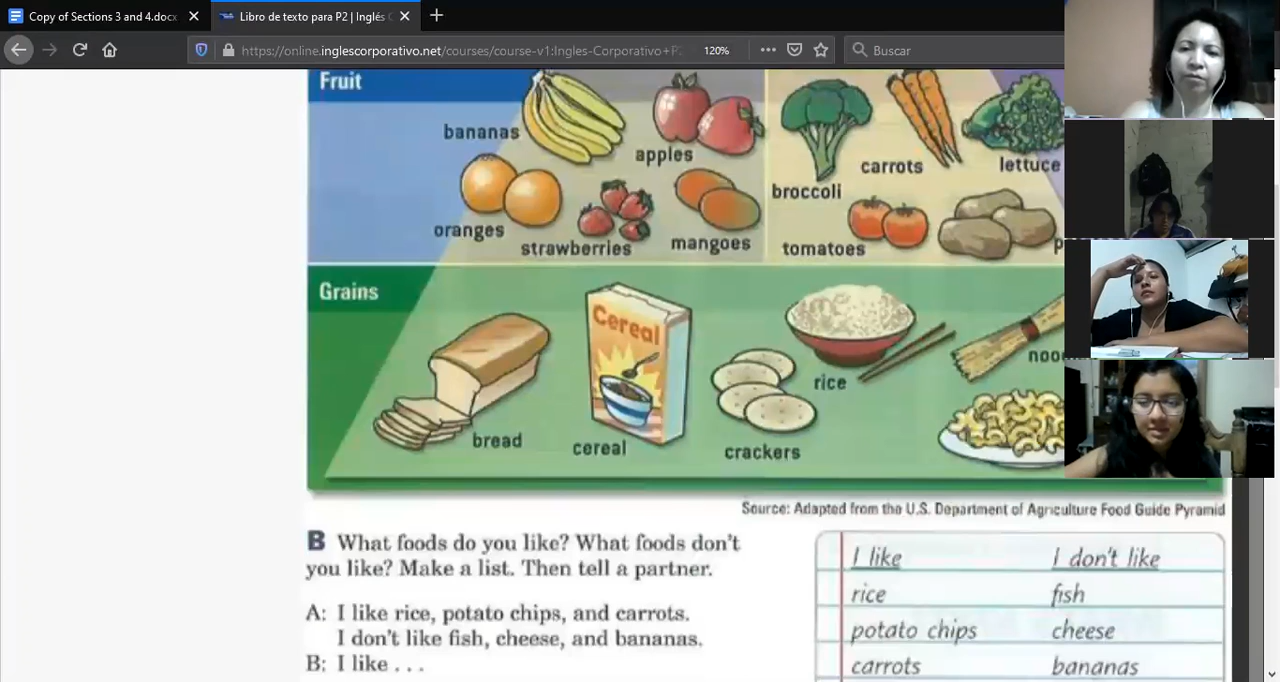 Copy of Sections 3 and 4.docx
Libro de texto para P2 | Inglés C
https://online.inglescorporativo.net/courses/course-v1:Ingles-Corporativo+P
120%
Buscar
Fruit
bananas
apples
carrots
lettuce
broccoli
oranges
strawberries
mangoes
tomatoes
Grains
Cereal
rice
bread
cereal
crackers
Source: Adapted from the U.S. Department of Agriculture Food Guide Pyramid
B What foods do you like? What foods don't
you like? Make a list. Then tell a partner.
A: I like rice, potato chips, and carrots.
I don't like fish, cheese, and bananas.
B: I like . . .
I like I don't like
rice fish
potato chips cheese
carrots bananas